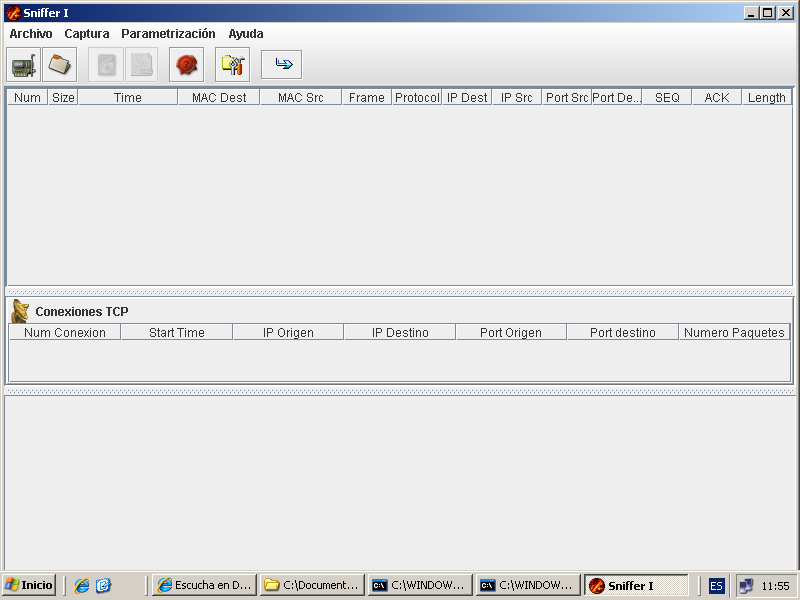 Sniffer I
Archivo Captura Parametrización Ayuda
Num Size Time MAC Dest MAC Src Frame Protocol IP Dest IP Src Port Src Port De... SEQ ACK Length
Conexiones TCP
Num Conexion Start Time IP Origen IP Destino Port Origen Port destino Numero Paquetes
Inicio Escucha en D... C:\Document... C:\WINDOW... C:\WINDOW... Sniffer I ES 11:55